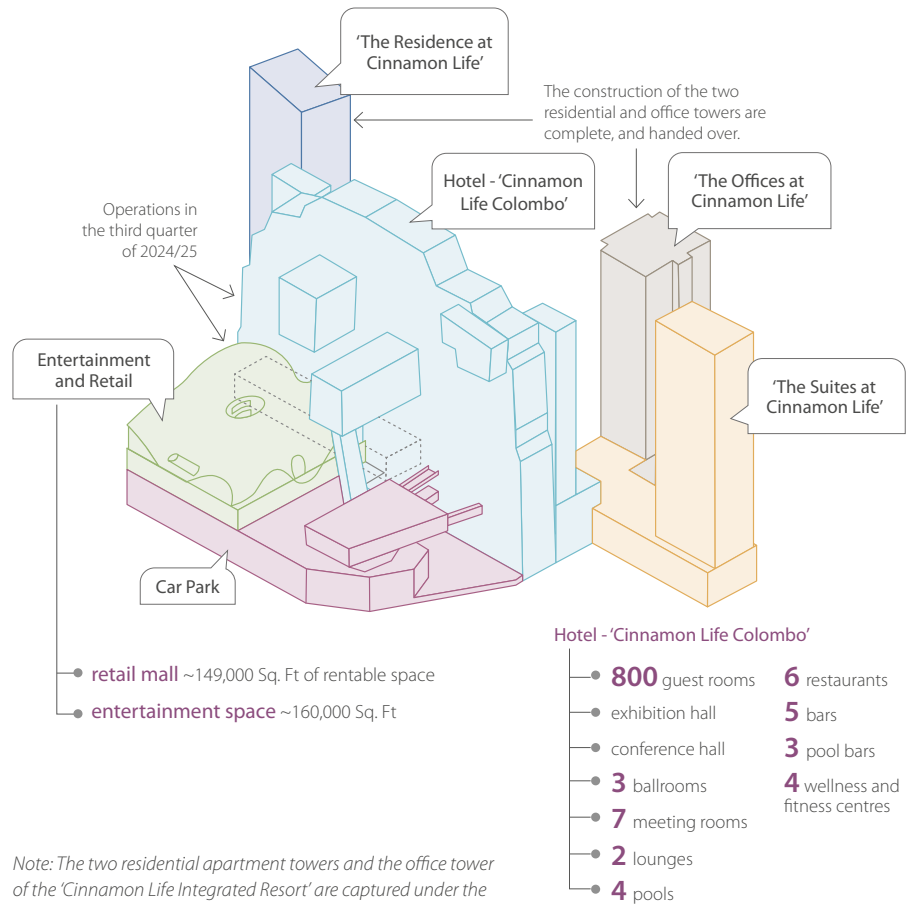 'The Residence at
Cinnamon Life'
The construction of the two
residential and office towers are
complete, and handed over.
Hotel - 'Cinnamon
Life Colombo'
'The Offices at
Cinnamon Life'
Operations in
the third quarter
of 2024/25
Entertainment
and Retail
'The Suites at
Cinnamon Life'
Car Park
retail mall ~149,000 Sq. Ft of rentable space
entertainment space ~160,000 Sq. Ft
Hotel - 'Cinnamon Life Colombo'
800 guest rooms
exhibition hall
conference hall
3 ballrooms
7 meeting rooms
2 lounges
4 pools
6 restaurants
5 bars
3 pool bars
4 wellness and
fitness centres
Note: The two residential apartment towers and the office tower
of the 'Cinnamon Life Integrated Resort' are captured under the